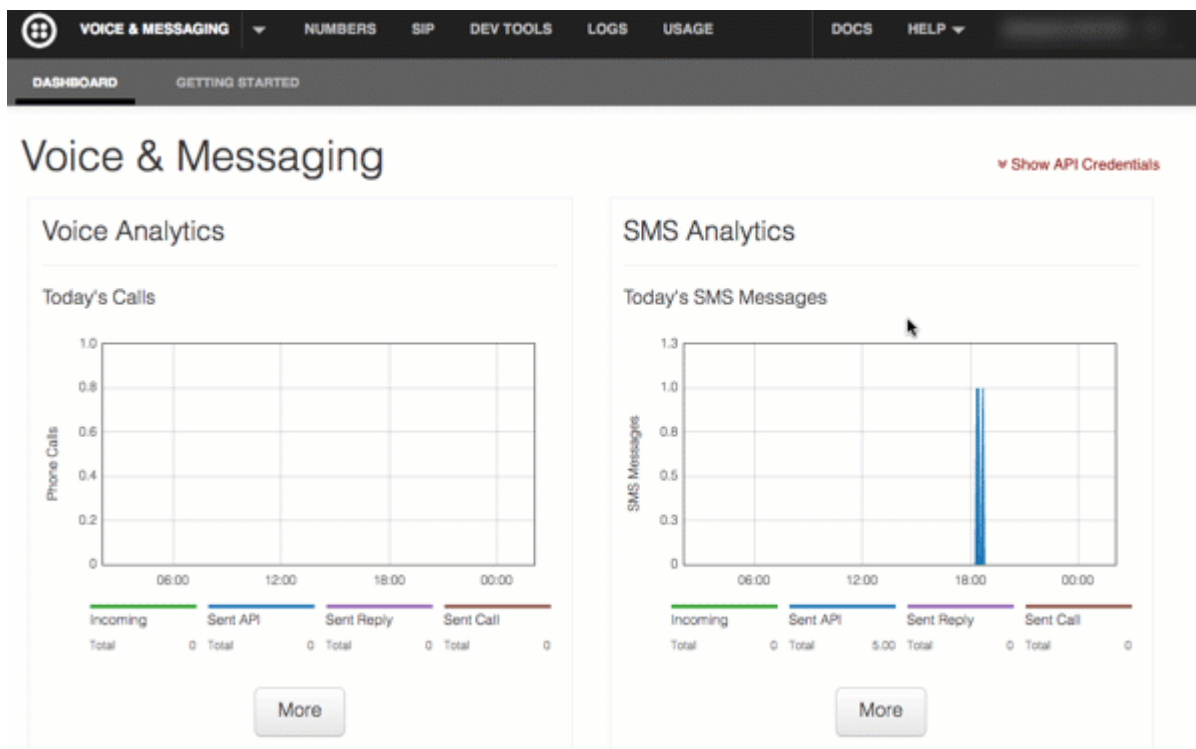 VOICE & MESSAGING NUMBERS SIP DEV TOOLS LOGS USAGE DOCS HELP
DASHBOARD GETTING STARTED
Voice & Messaging
Show API Credentials
Voice Analytics
Today's Calls
Phone Calls
1.0
0.8
0.6
0.4
0.2
0
06:00 12:00 18:00 00:00
Incoming Sent API Sent Reply Sent Call
Total 0 Total 0 Total 0 Total 0
More
SMS Analytics
Today's SMS Messages
SMS Messages
1.3
1.0
0.8
0.5
0.3
0
06:00 12:00 18:00 00:00
Incoming Sent API Sent Reply Sent Call
Total 0 Total 5.00 Total 0 Total 0
More